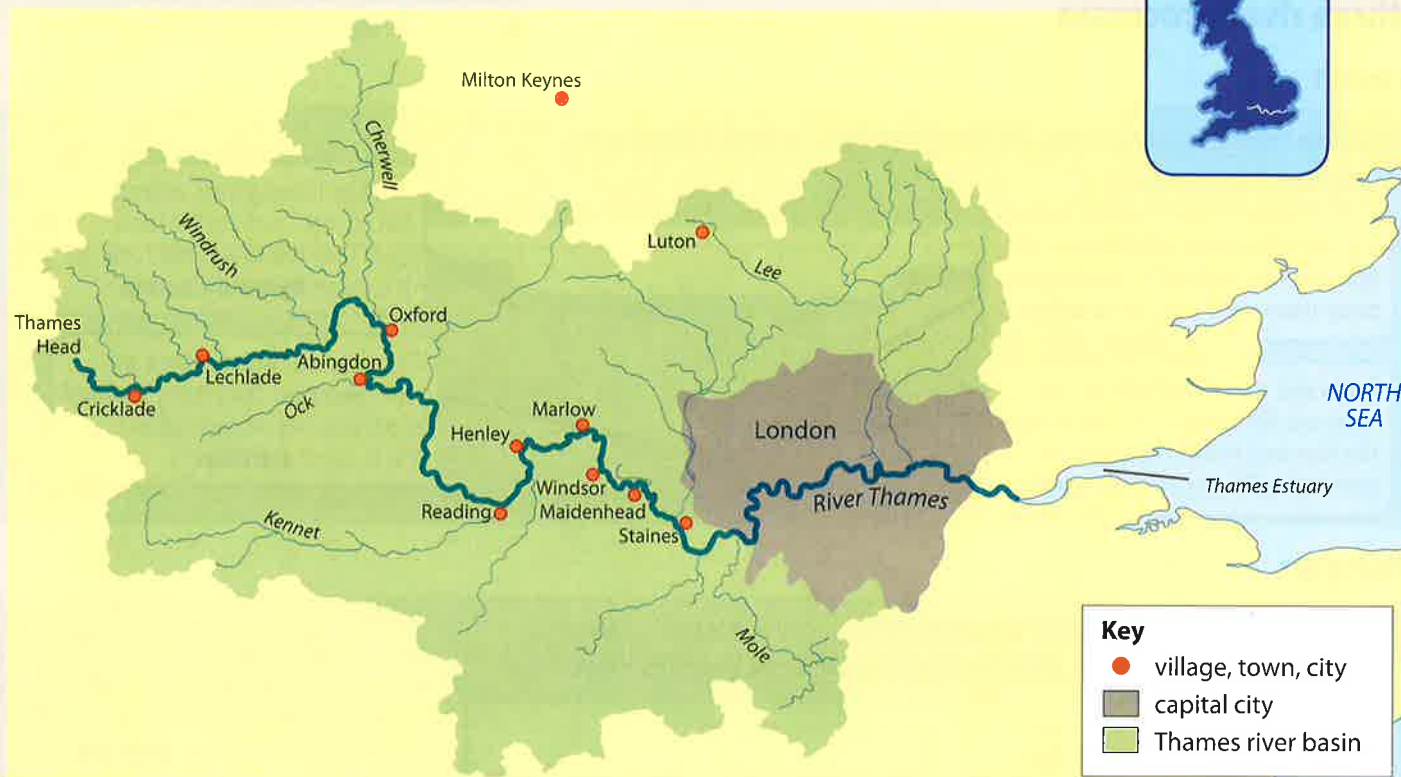 Milton Keynes
Cherwell
Windrush
Luton
Lee
Thames
Head
Oxford
Abingdon
Lechlade
Cricklade
Ock
Marlow
Henley
London
NORTH
SEA
Windsor
Maidenhead
River Thames
Thames Estuary
Reading
Kennet
Staines
Mole
Key
village, town, city
capital city
Thames river basin